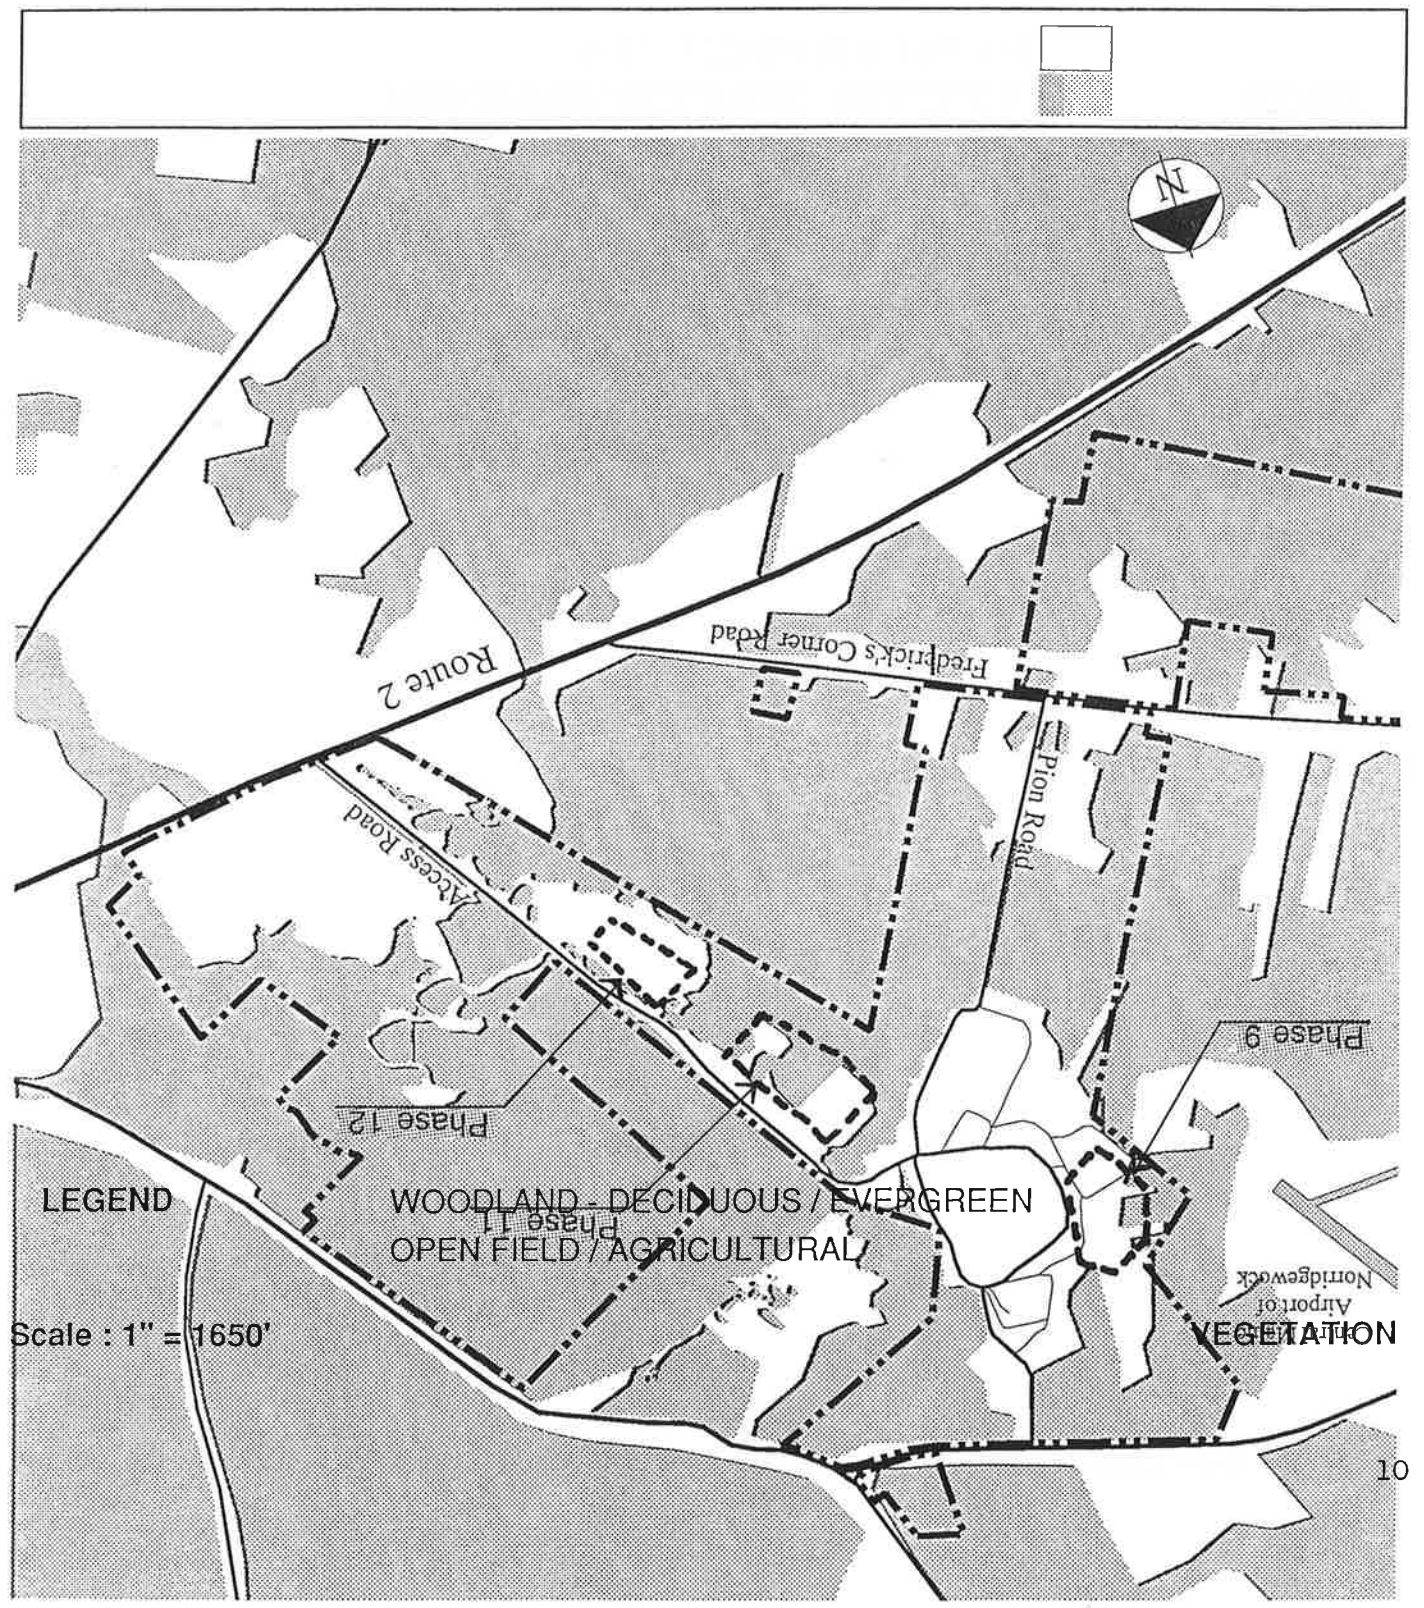 N
Fredrick's Corner Road
Route 2
Pion Road
Access Road
Phase 9
Phase 12
LEGEND
WOODLAND - DECIDUOUS / EVERGREEN
Phase 11
OPEN FIELD / AGRICULTURAL
Norridgewock
Airport of
Scale : 1" = 1650'
VEGETATION
10